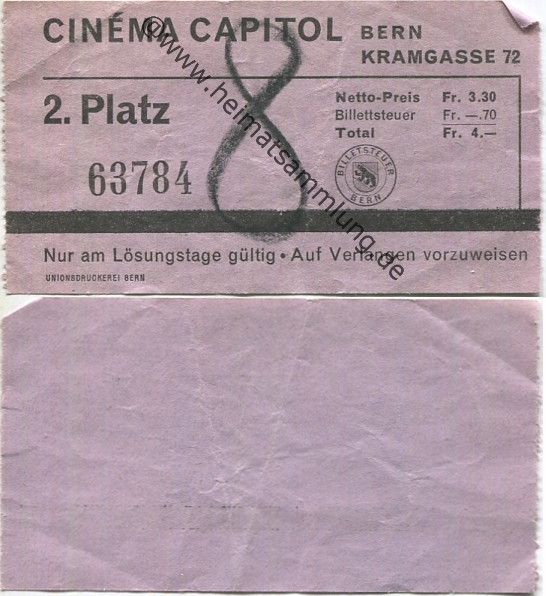 CINÉMA CAPITOL BERN
KRAMGASSE 72
2. Platz
Netto-Preis Fr. 3.30
Billettsteuer Fr. —.70
Total Fr. 4.—
63784
8
BILLETSTEUER
BERN
Nur am Lösungstage gültig • Auf Verlangen vorzuweisen
UNIONSDRUCKEREI BERN
@www.heimatsammlung.de